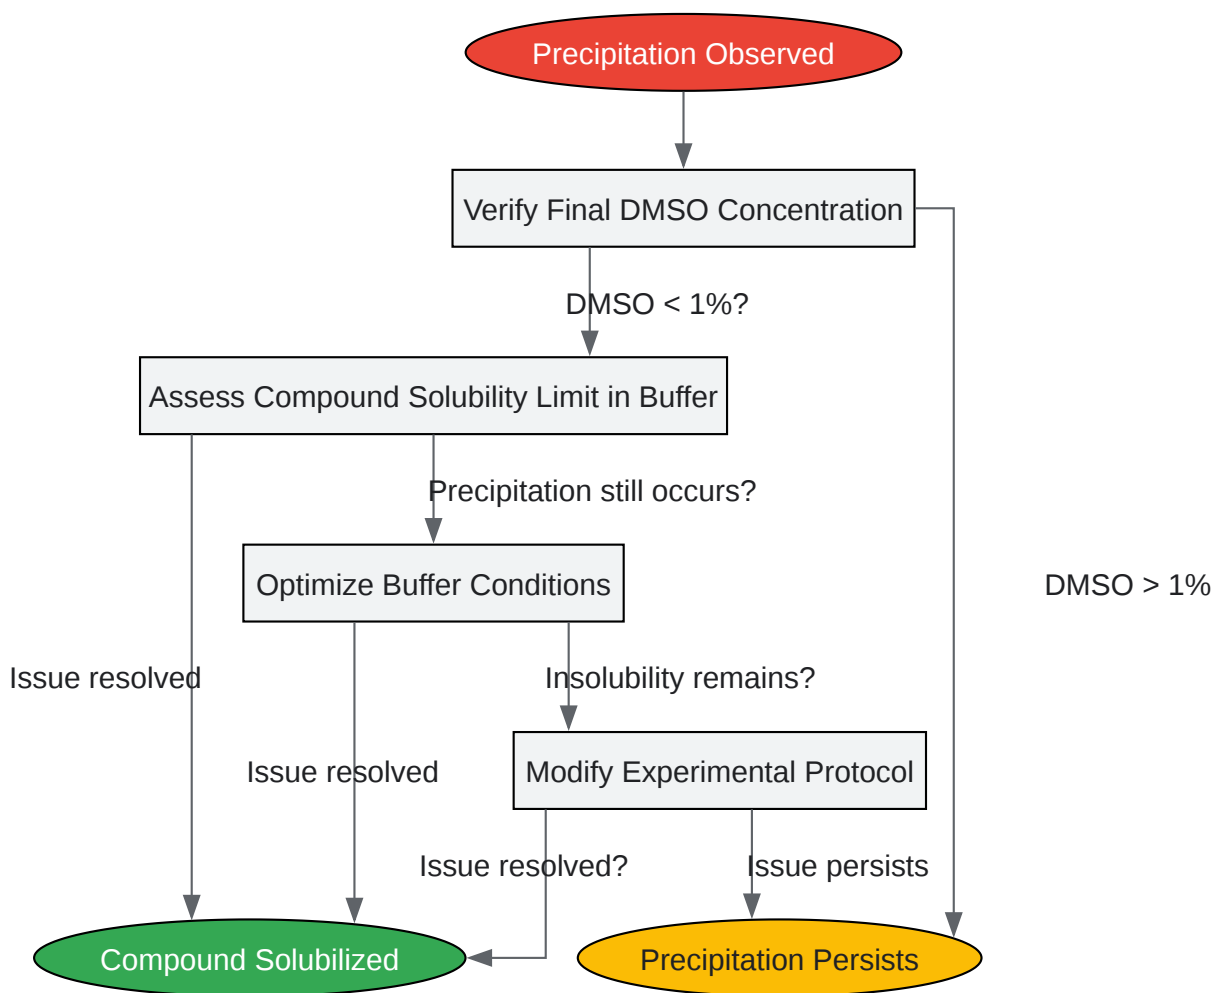 Precipitation Observed
Verify Final DMSO Concentration
DMSO < 1%?
Assess Compound Solubility Limit in Buffer
Precipitation still occurs?
Optimize Buffer Conditions
DMSO > 1%
Issue resolved
Insolubility remains?
Issue resolved
Modify Experimental Protocol
Issue resolved?
Issue persists
Compound Solubilized
Precipitation Persists